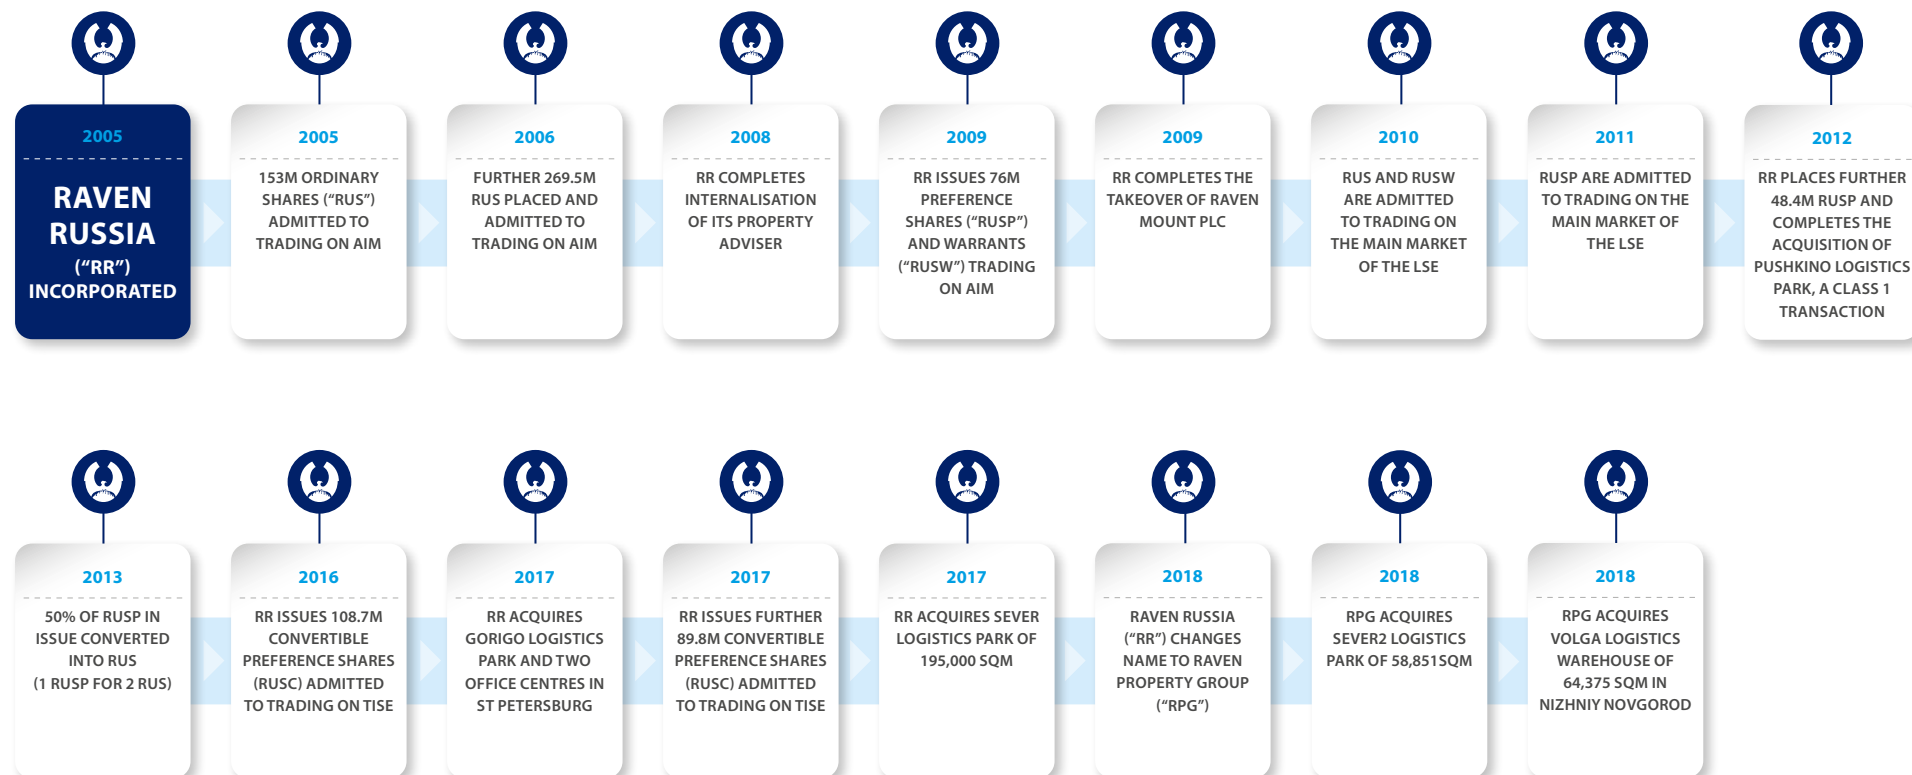 2005
RAVEN
RUSSIA
(“RR”)
INCORPORATED
2005
153M ORDINARY
SHARES (“RUS”)
ADMITTED TO
TRADING ON AIM
2006
FURTHER 269.5M
RUS PLACED AND
ADMITTED TO
TRADING ON AIM
2008
RR COMPLETES
INTERNALISATION
OF ITS PROPERTY
ADVISER
2009
RR ISSUES 76M
PREFERENCE
SHARES (“RUSP”)
AND WARRANTS
(“RUSW”) TRADING
ON AIM
2009
RR COMPLETES THE
TAKEOVER OF RAVEN
MOUNT PLC
2010
RUS AND RUSW
ARE ADMITTED
TO TRADING ON
THE MAIN MARKET
OF THE LSE
2011
RUSP ARE ADMITTED
TO TRADING ON THE
MAIN MARKET OF
THE LSE
2012
RR PLACES FURTHER
48.4M RUSP AND
COMPLETES THE
ACQUISITION OF
PUSHKINO LOGISTICS
PARK, A CLASS 1
TRANSACTION
2013
50% OF RUSP IN
ISSUE CONVERTED
INTO RUS
(1 RUSP FOR 2 RUS)
2016
RR ISSUES 108.7M
CONVERTIBLE
PREFERENCE SHARES
(RUSC) ADMITTED
TO TRADING ON TISE
2017
RR ACQUIRES
GORIGO LOGISTICS
PARK AND TWO
OFFICE CENTRES IN
ST PETERSBURG
2017
RR ISSUES FURTHER
89.8M CONVERTIBLE
PREFERENCE SHARES
(RUSC) ADMITTED
TO TRADING ON TISE
2017
RR ACQUIRES SEVER
LOGISTICS PARK OF
195,000 SQM
2018
RAVEN RUSSIA
(“RR”) CHANGES
NAME TO RAVEN
PROPERTY GROUP
(“RPG”)
2018
RPG ACQUIRES
SEVER2 LOGISTICS
PARK OF 58,851SQM
2018
RPG ACQUIRES
VOLGA LOGISTICS
WAREHOUSE OF
64,375 SQM IN
NIZHNIY NOVGOROD